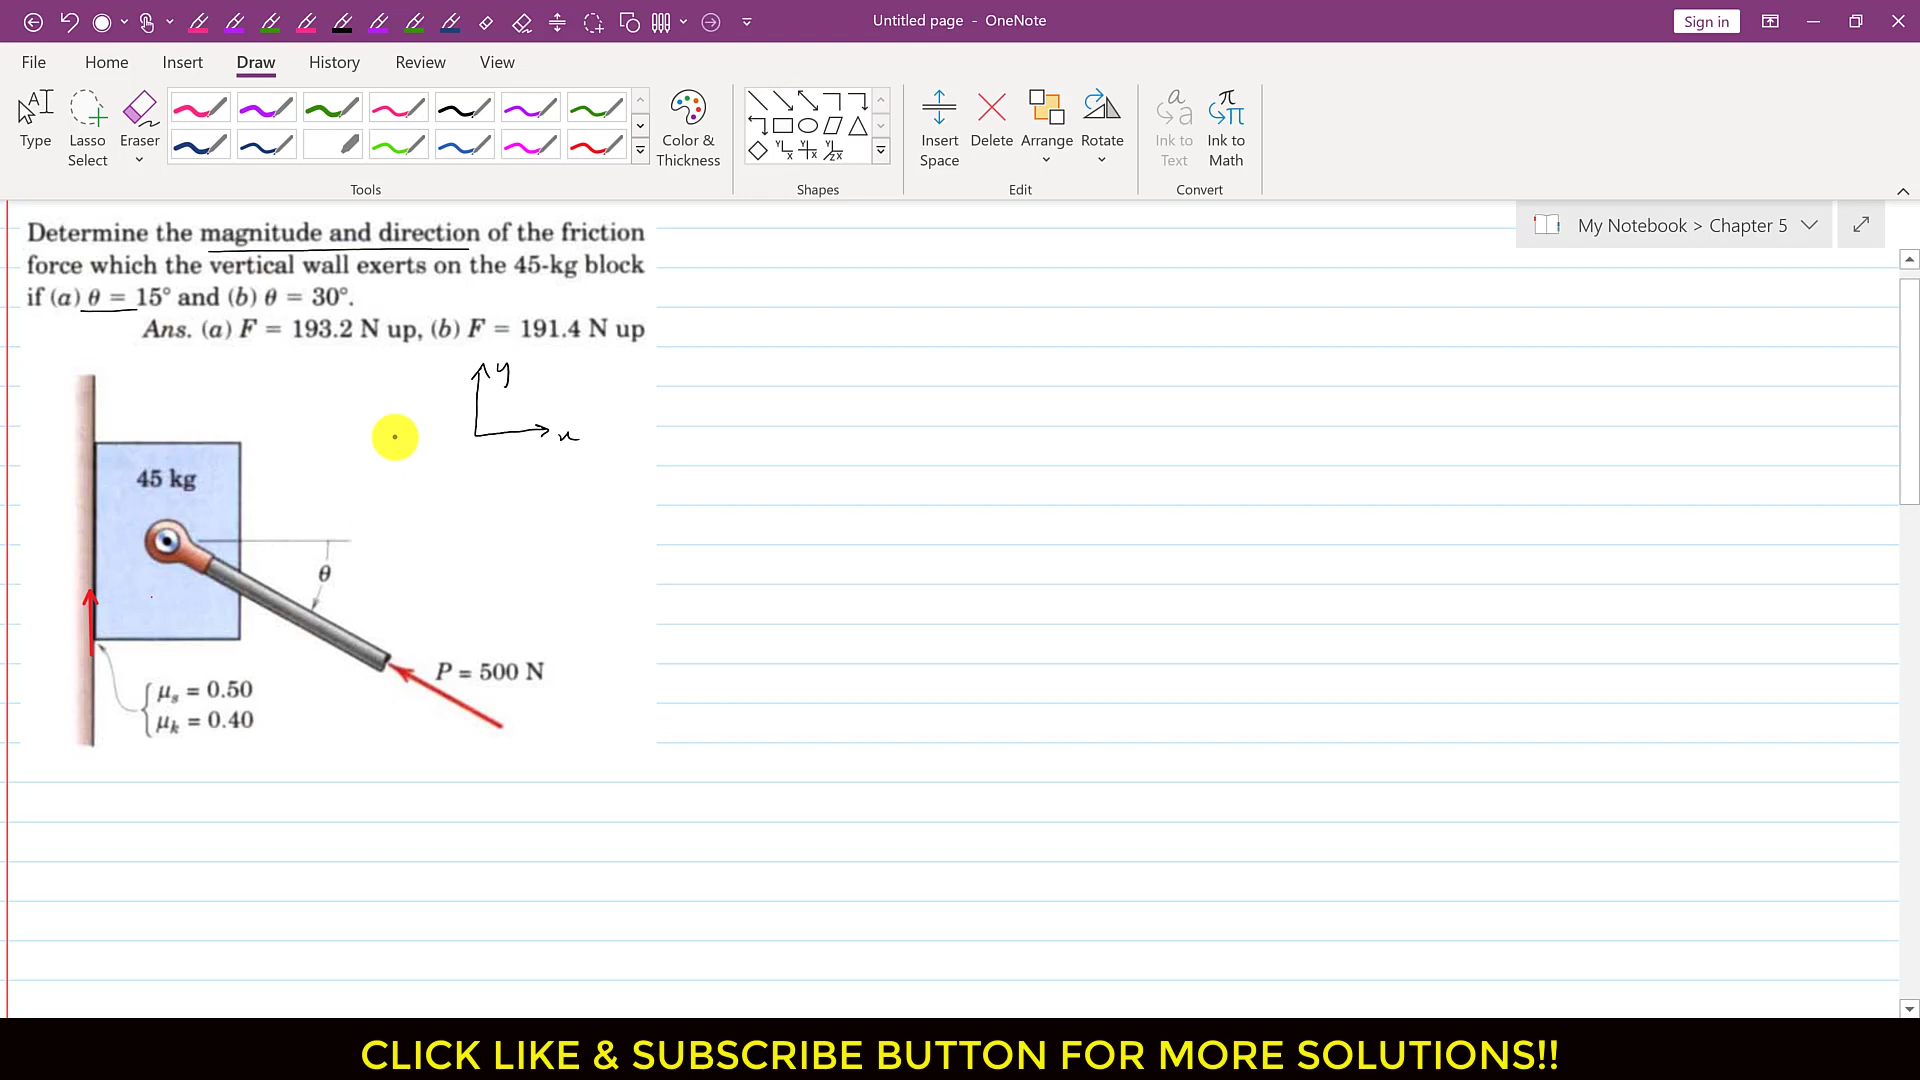 Untitled page - OneNote
Sign in
File Home Insert Draw History Review View
Type
Lasso Select
Eraser
Color & Thickness
Insert Space
Delete
Arrange
Rotate
Ink to Text
Ink to Math
Tools
Shapes
Edit
Convert
My Notebook > Chapter 5
Determine the magnitude and direction of the friction
force which the vertical wall exerts on the 45-kg block
if (a) θ = 15° and (b) θ = 30°.
Ans. (a) F = 193.2 N up, (b) F = 191.4 N up
y
x
45 kg
θ
P = 500 N
μs = 0.50
μk = 0.40
CLICK LIKE & SUBSCRIBE BUTTON FOR MORE SOLUTIONS!!